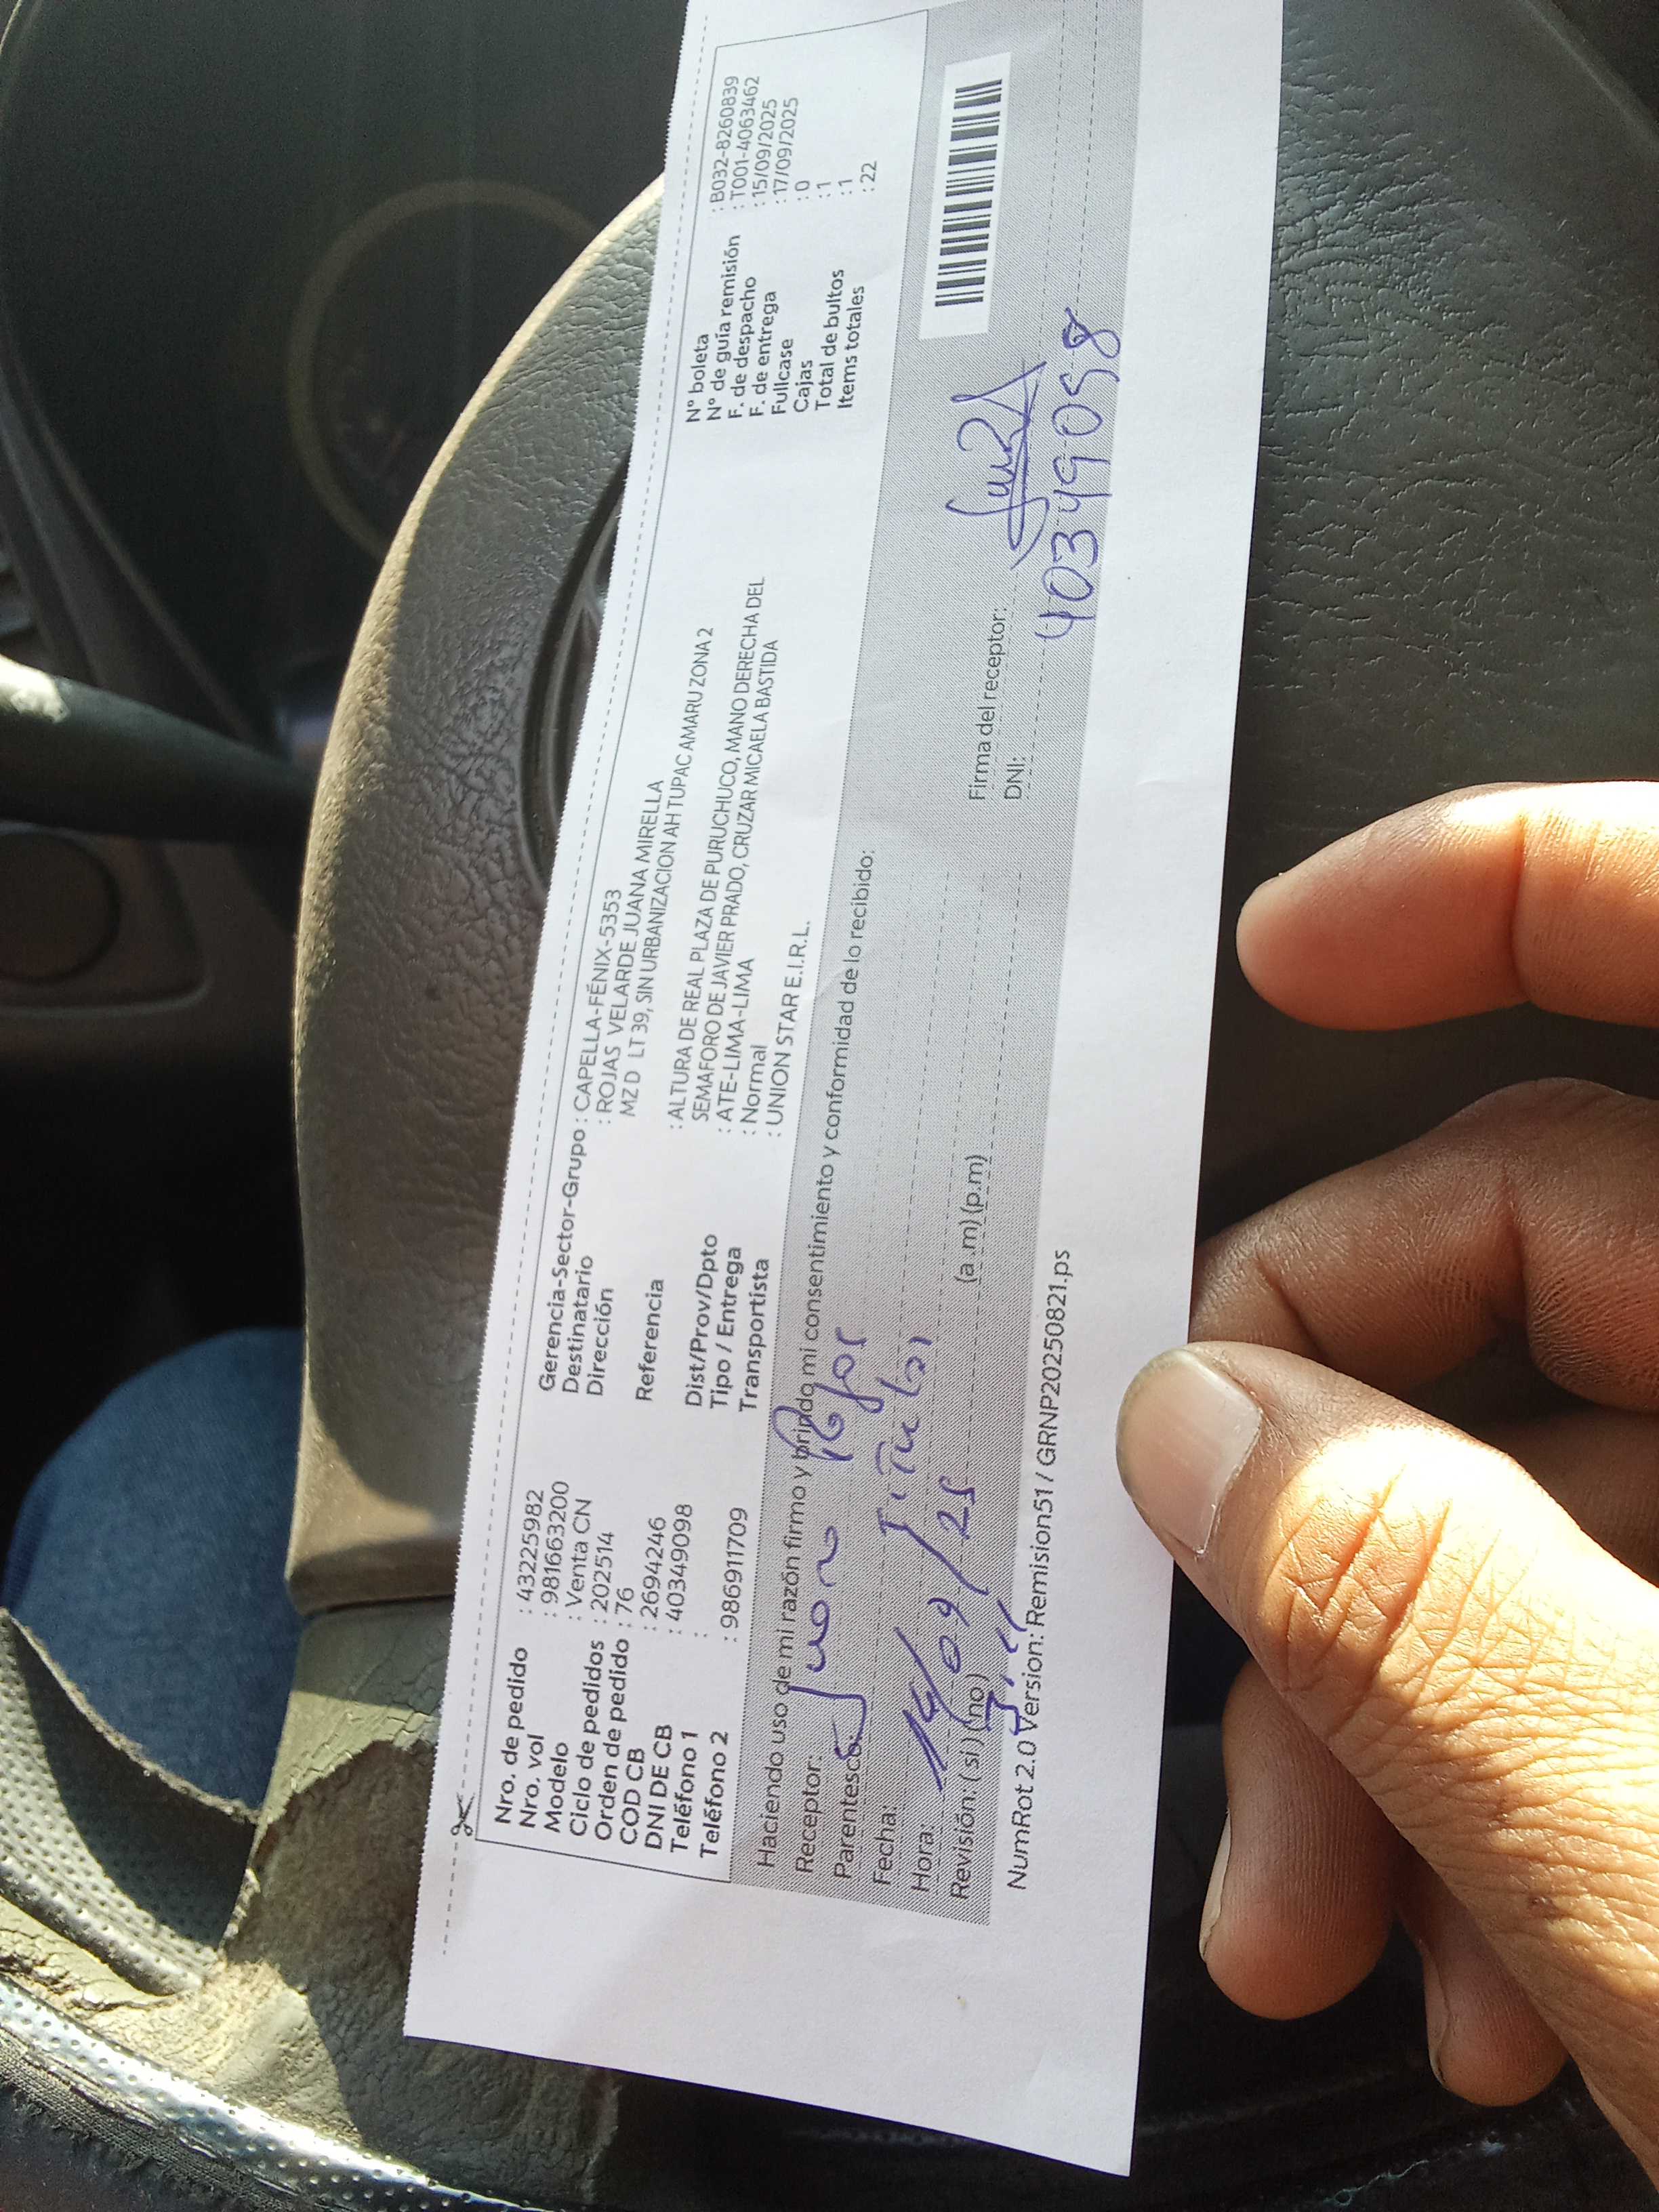 Nro. de pedido : 43225982
Nro. vol : 981663200
Modelo : Venta CN
Ciclo de pedidos : 202514
Orden de pedido : 76
COD CB : 2694246
DNI DE CB : 40349098
Teléfono 1 :
Teléfono 2 : 986911709
Gerencia-Sector-Grupo : CAPELLA-FÉNIX-5353
Destinatario : ROJAS VELARDE JUANA MIRELLA
Dirección MZ D LT 39, SIN URBANIZACION AH TUPAC AMARU ZONA 2
Referencia : ALTURA DE REAL PLAZA DE PURUCHUCO, MANO DERECHA DEL
SEMAFORO DE JAVIER PRADO, CRUZAR MICAELA BASTIDA
Dist/Prov/Dpto : ATE-LIMA-LIMA
Tipo / Entrega : Normal
Transportista : UNION STAR E.I.R.L.
N° boleta : B032-8260839
N° de guía remisión : T001-4063462
F. de despacho : 15/09/2025
F. de entrega : 17/09/2025
Fullcase : 0
Cajas : 1
Total de bultos : 1
Items totales : 22
Haciendo uso de mi razón firmo y brindo mi consentimiento y conformidad de lo recibido:
Receptor: Juana Rojas
Parentesco: Titular
Fecha: 16/09/25
Hora: (a.m) (p.m)
Revisión: (si) (no)
Firma del receptor:
DNI: 40349098
NumRot 2.0 Version: Remision51 / GRNP20250821.ps